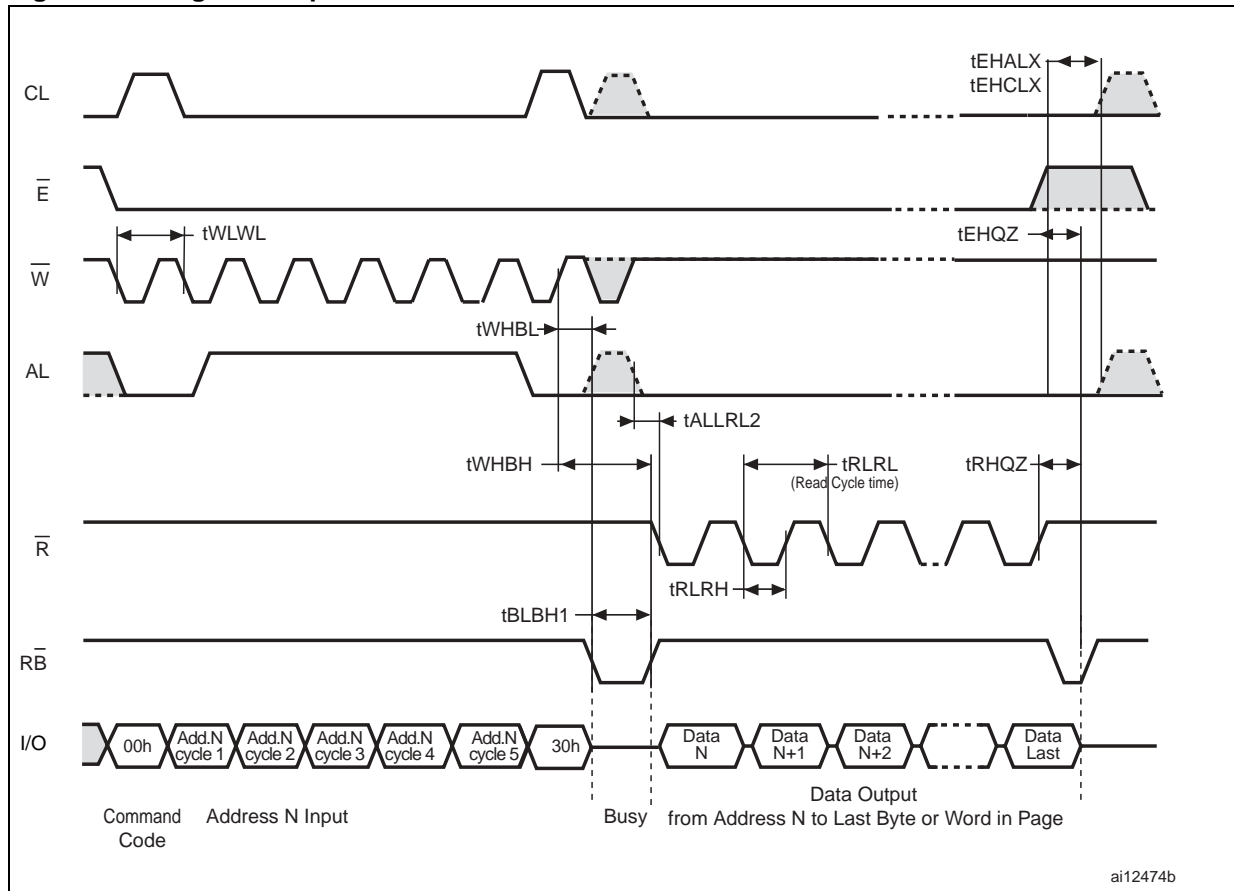 tEHALX
tEHCLX
CL
E
tWLWL
tEHQZ
W
tWHBL
AL
tALLRL2
tWHBH
tRLRL
(Read Cycle time)
tRHQZ
R
tRLRH
tBLBH1
RB
I/O
00h
Add.N
cycle 1
Add.N
cycle 2
Add.N
cycle 3
Add.N
cycle 4
Add.N
cycle 5
30h
Data
N
Data
N+1
Data
N+2
Data
Last
Command
Code
Address N Input
Busy
Data Output
from Address N to Last Byte or Word in Page
ai12474b